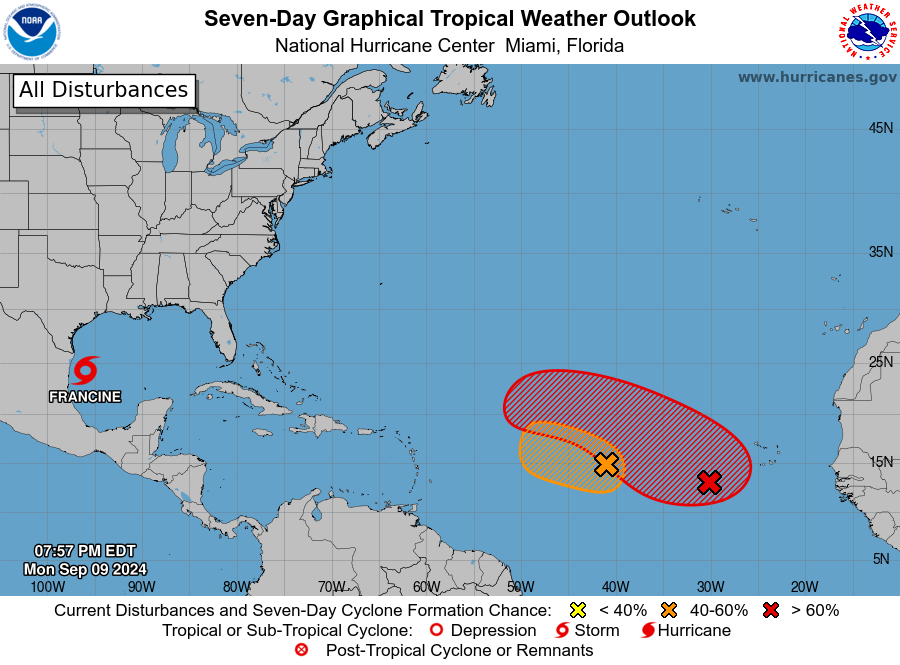 Seven-Day Graphical Tropical Weather Outlook
National Hurricane Center Miami, Florida
NOAA
NATIONAL WEATHER SERVICE
www.hurricanes.gov
All Disturbances
45N
35N
25N
FRANCINE
15N
5N
07:57 PM EDT
Mon Sep 09 2024
100W 90W 80W 70W 60W 50W 40W 30W 20W
Current Disturbances and Seven-Day Cyclone Formation Chance: < 40% 40-60% > 60%
Tropical or Sub-Tropical Cyclone: Depression Storm Hurricane
Post-Tropical Cyclone or Remnants